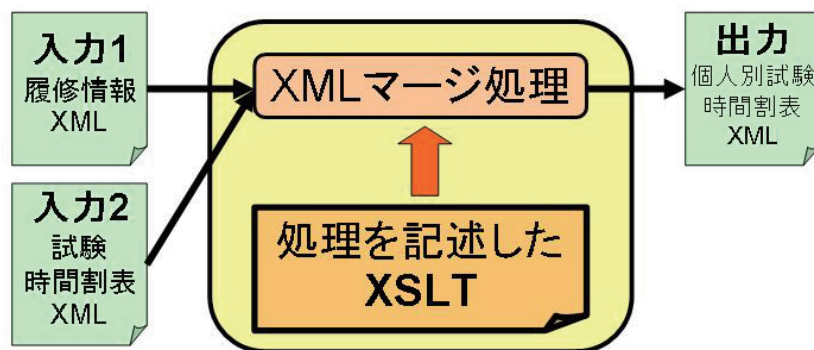 入力1
履修情報
XML
入力2
試験
時間割表
XML
XMLマージ処理
処理を記述した
XSLT
出力
個人別試験
時間割表
XML